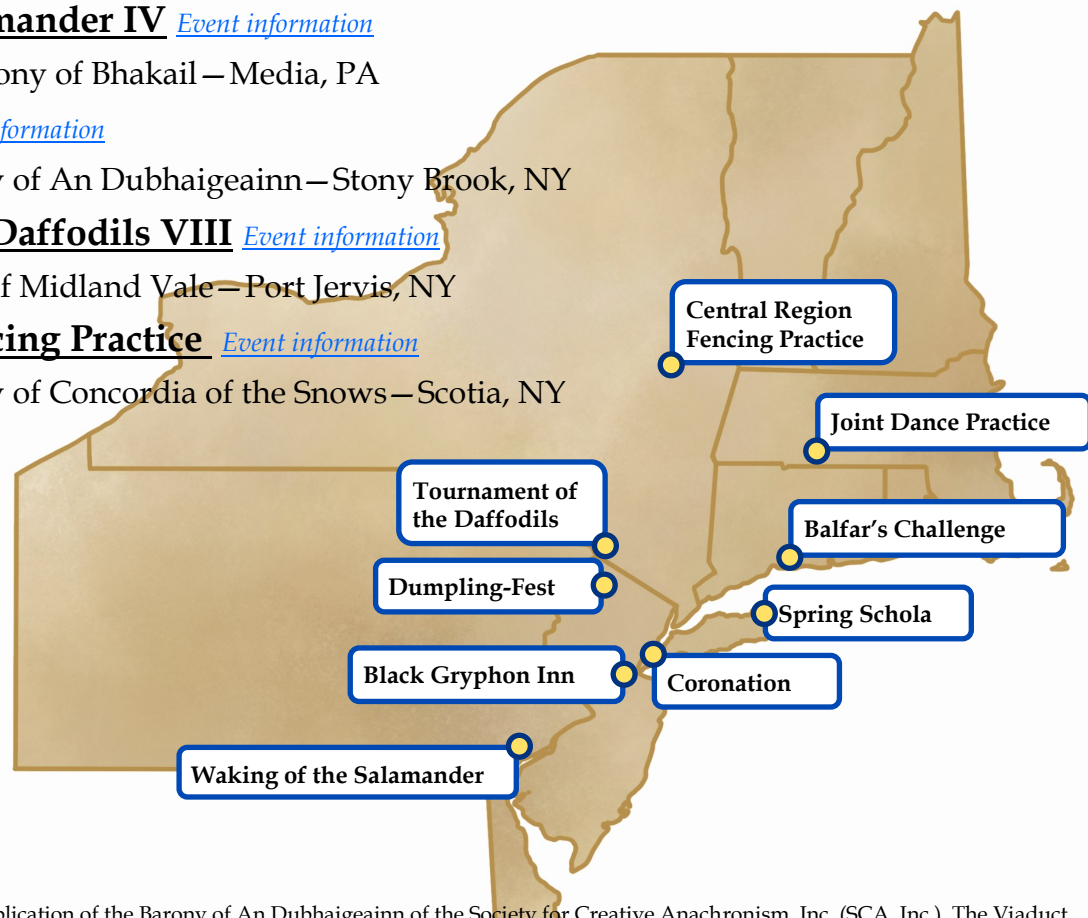 mander IV Event information
ony of Bhakail—Media, PA
nformation
y of An Dubhaigeainn—Stony Brook, NY
Daffodils VIII Event information
f Midland Vale—Port Jervis, NY
cing Practice Event information
y of Concordia of the Snows—Scotia, NY
Central Region
Fencing Practice
Joint Dance Practice
Tournament of
the Daffodils
Balfar’s Challenge
Dumpling-Fest
Spring Schola
Black Gryphon Inn
Coronation
Waking of the Salamander
plication of the Barony of An Dubhaigeainn of the Society for Creative Anachronism, Inc. (SCA, Inc.). The Viaduct